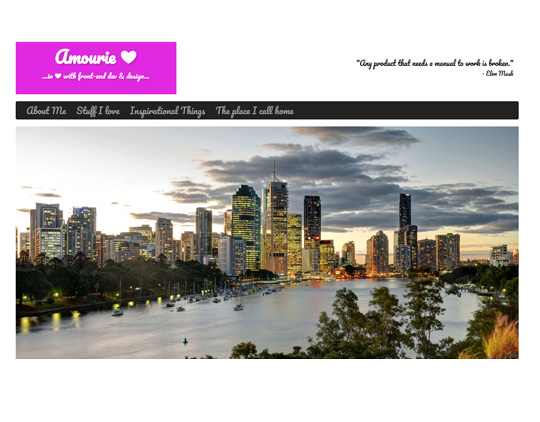 Amourie
...in ♥ with front-end dev & design...
"Any product that needs a manual to work is broken."
- Elon Musk
About Me Stuff I love Inspirational Things The place I call home